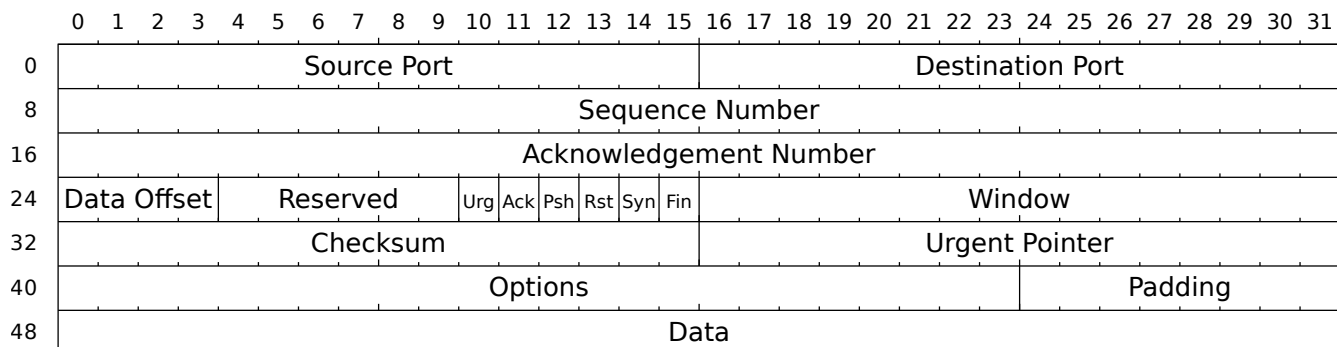 0 1 2 3 4 5 6 7 8 9 10 11 12 13 14 15 16 17 18 19 20 21 22 23 24 25 26 27 28 29 30 31
0 Source Port Destination Port
8 Sequence Number
16 Acknowledgement Number
24 Data Offset Reserved Urg Ack Psh Rst Syn Fin Window
32 Checksum Urgent Pointer
40 Options Padding
48 Data